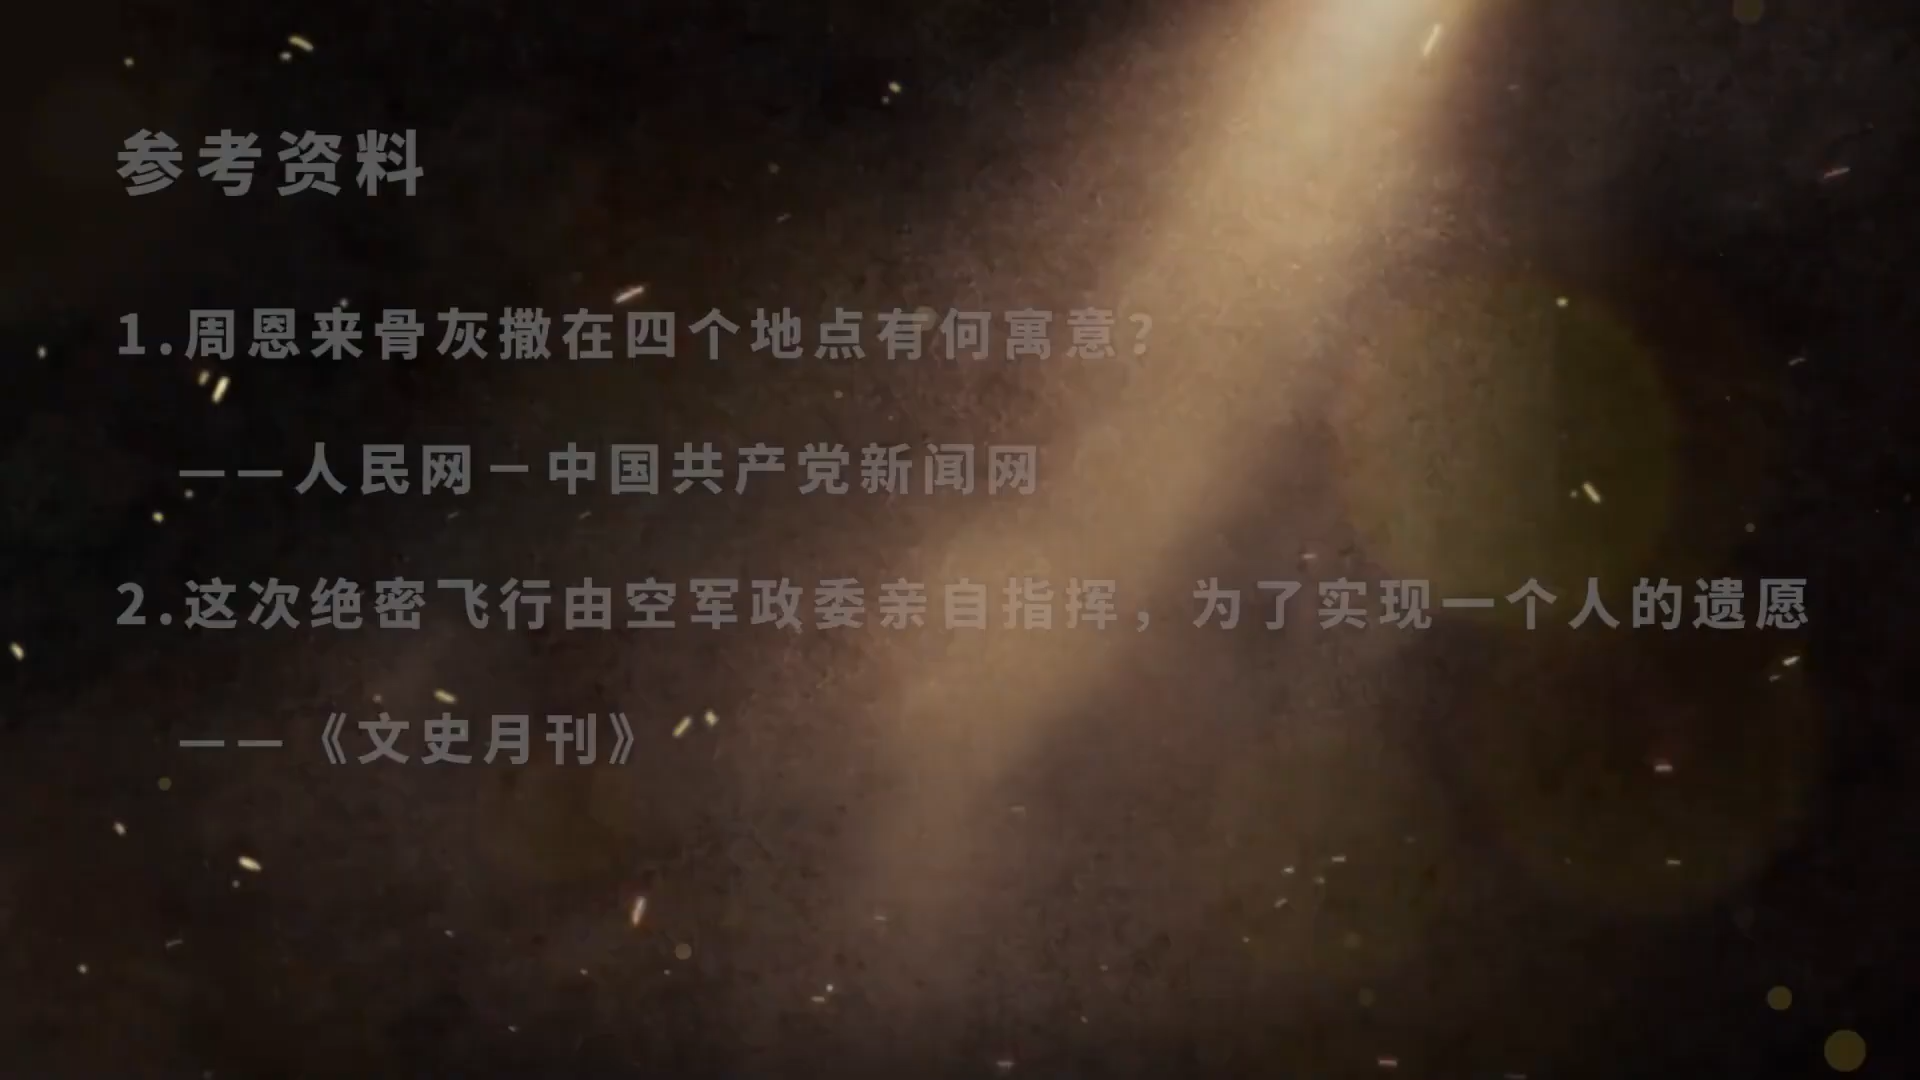 参考资料
1.周恩来骨灰撒在四个地点有何寓意？
——人民网－中国共产党新闻网
2.这次绝密飞行由空军政委亲自指挥，为了实现一个人的遗愿
——《文史月刊》